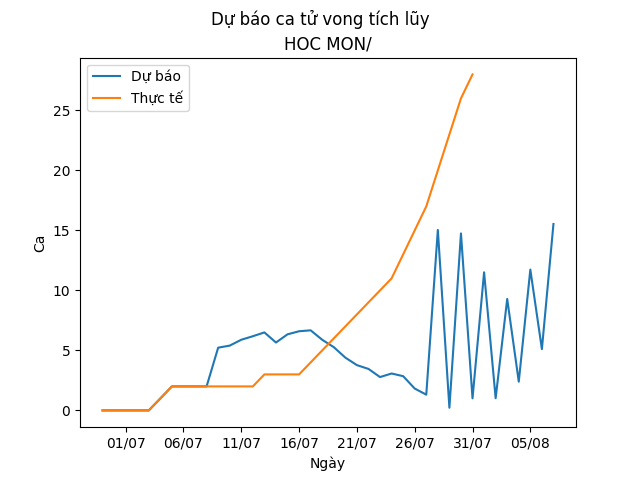 Dự báo ca tử vong tích lũy
HOC MON/
Dự báo
Thực tế
Ca
25
20
15
10
5
0
01/07 06/07 11/07 16/07 21/07 26/07 31/07 05/08
Ngày